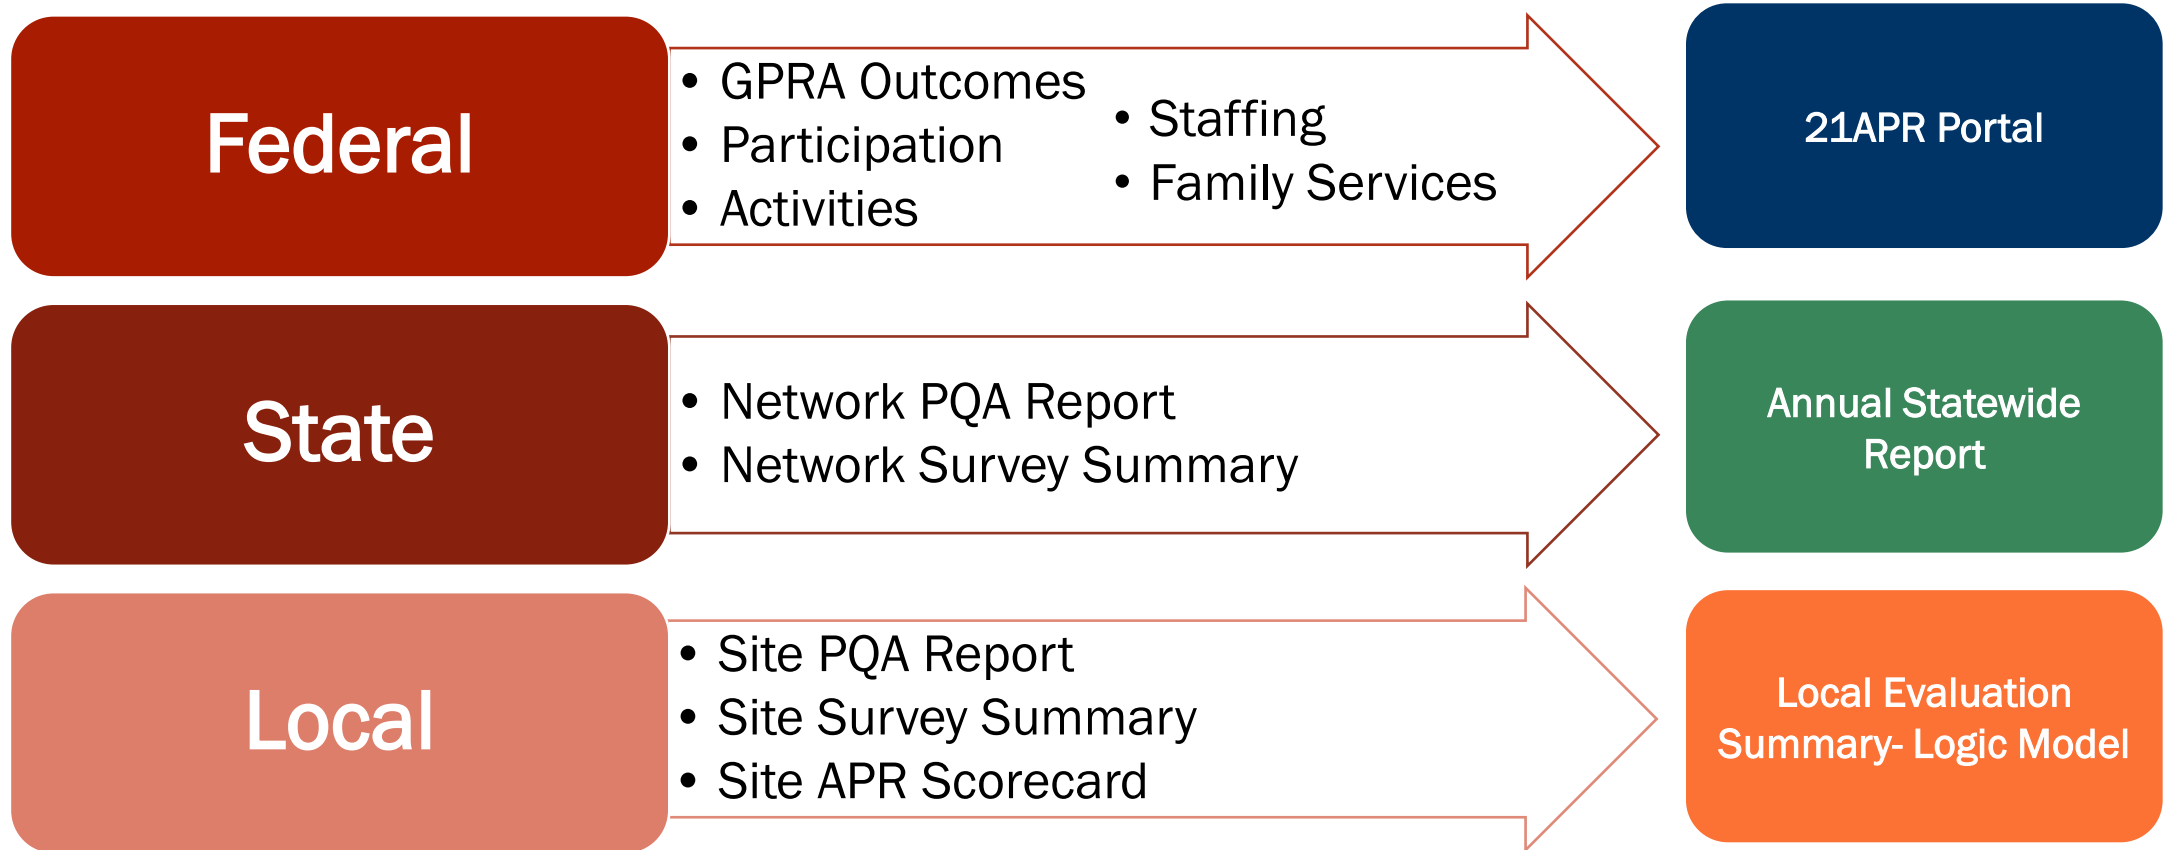 Federal
• GPRA Outcomes
• Participation
• Activities
• Staffing
• Family Services
21APR Portal
State
• Network PQA Report
• Network Survey Summary
Annual Statewide
Report
Local
• Site PQA Report
• Site Survey Summary
• Site APR Scorecard
Local Evaluation
Summary- Logic Model